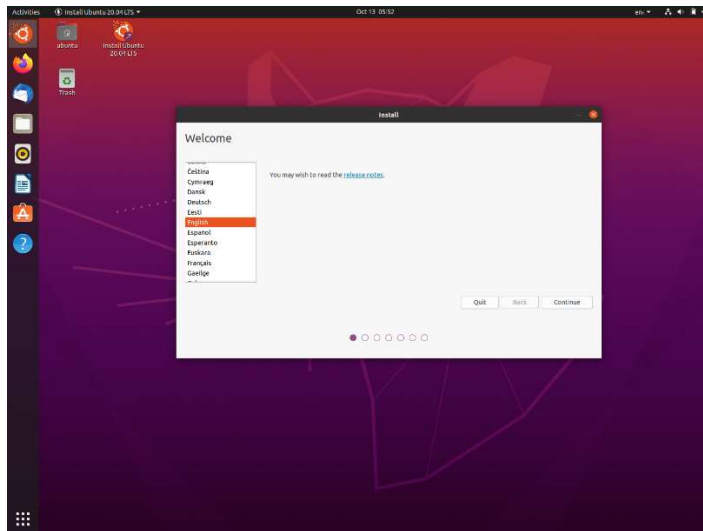 Activities
Install Ubuntu 20.04 LTS
Oct 13 05:52
en
ubuntu
Install Ubuntu
20.04 LTS
Trash
Install
Welcome
Čeština
Cymraeg
Dansk
Deutsch
Eesti
English
Español
Esperanto
Euskara
Français
Gaeilge
You may wish to read the release notes.
Quit
Back
Continue